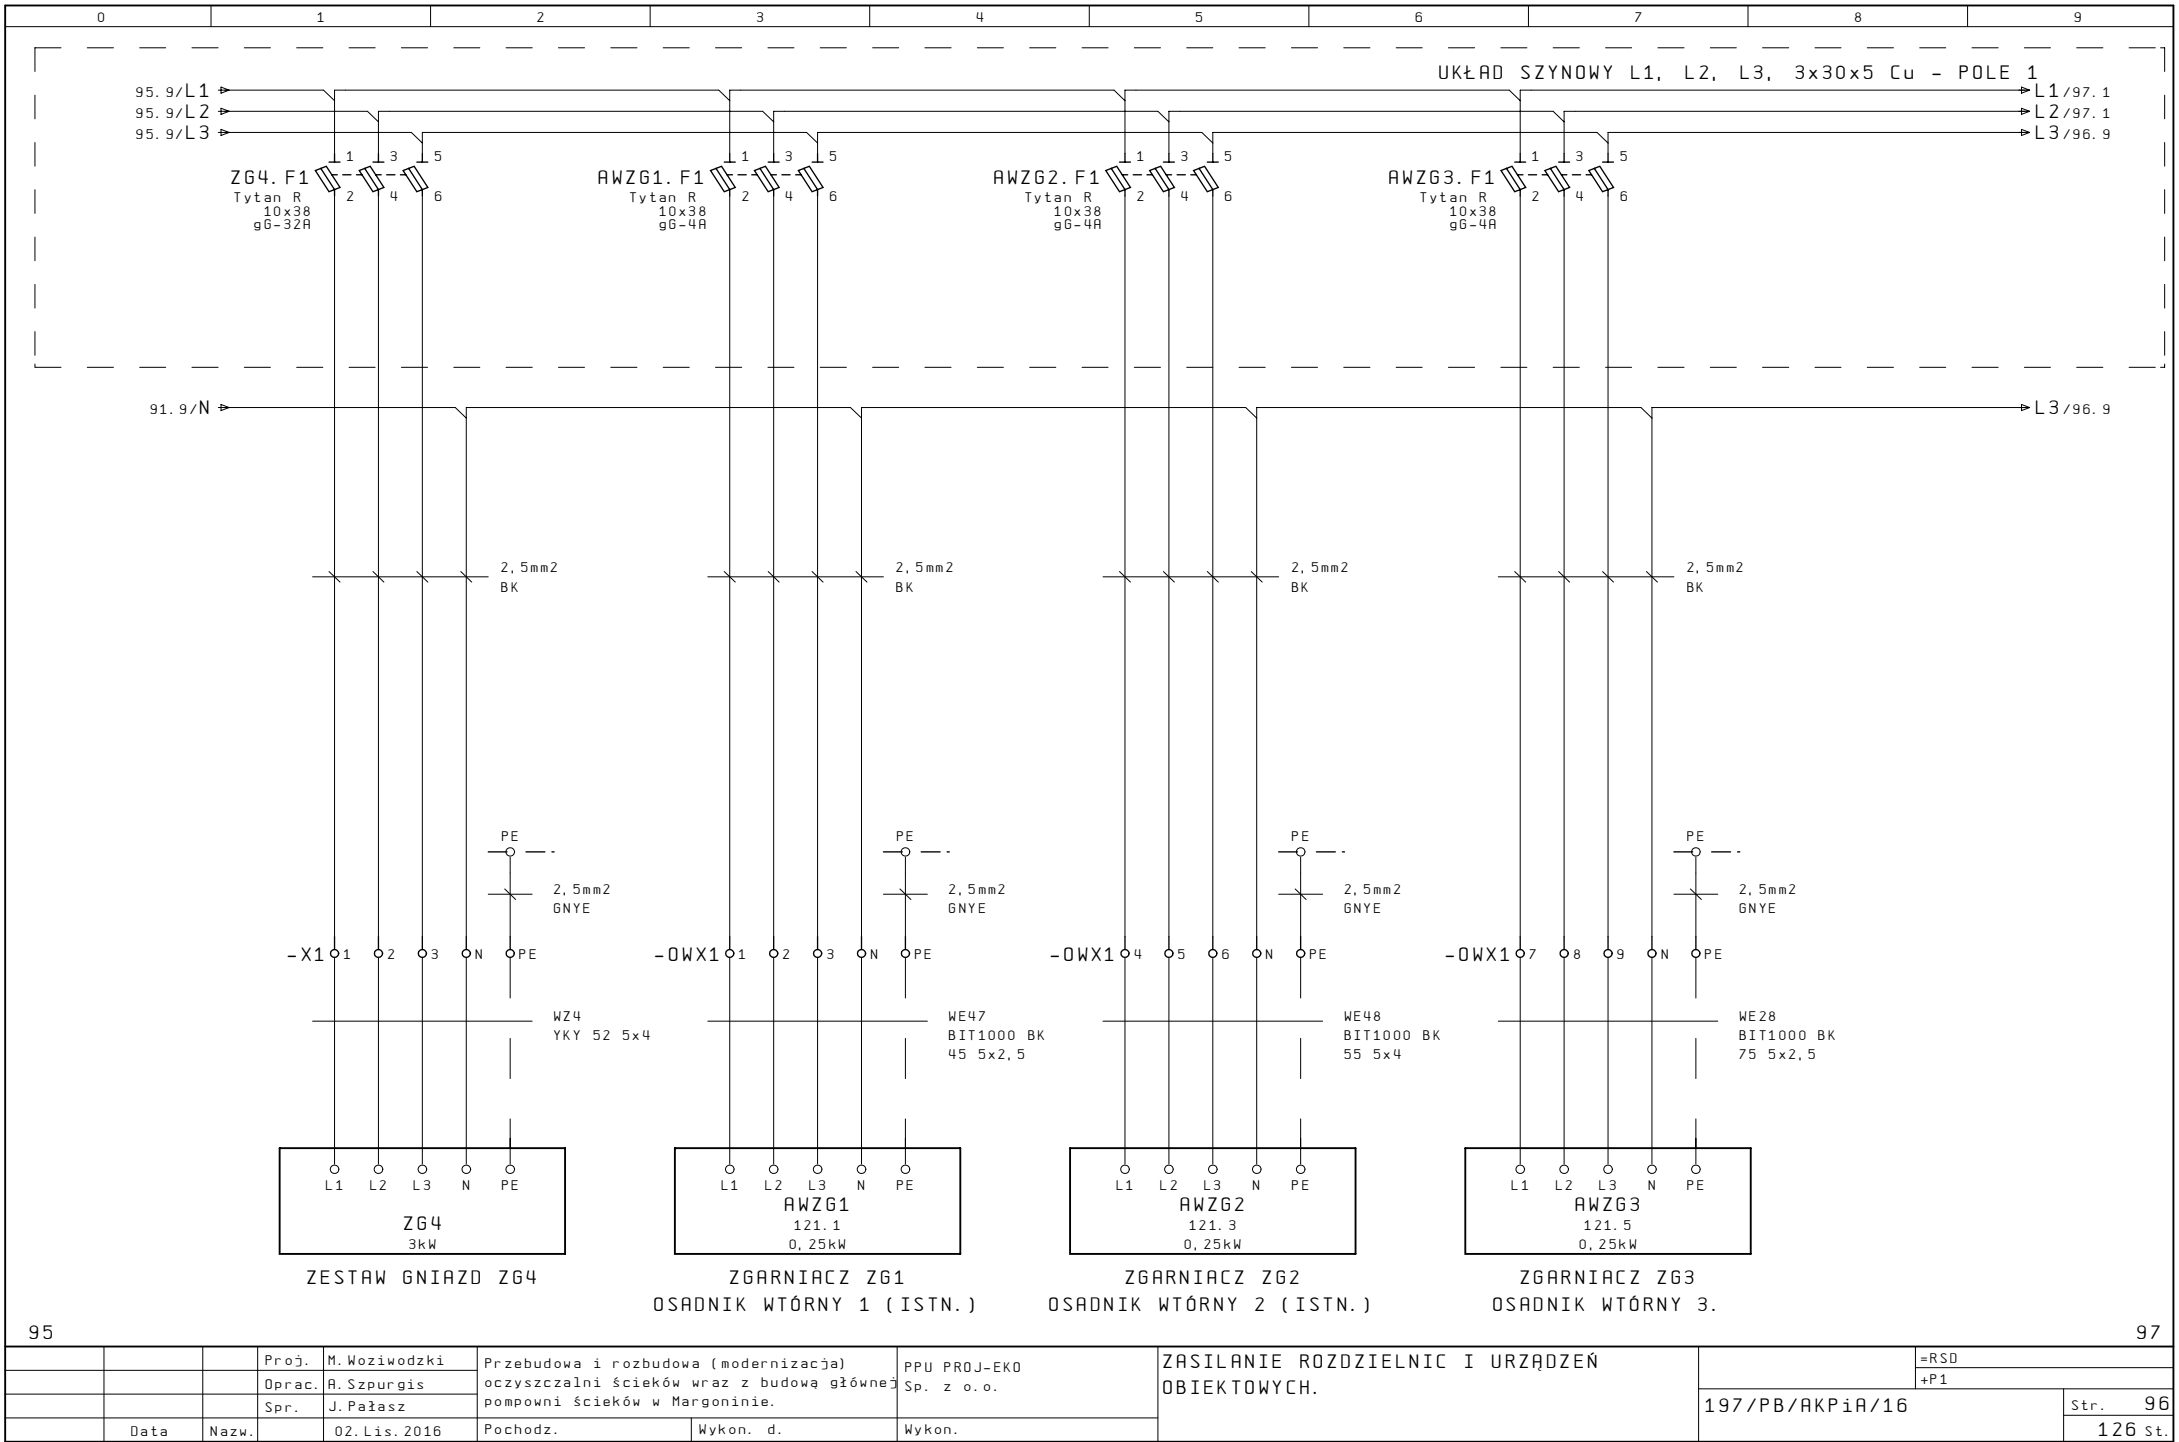 0 1 2 3 4 5 6 7 8 9
UKŁAD SZYNOWY L1, L2, L3, 3x30x5 Cu - POLE 1
95.9/L1 L1/97.1
95.9/L2 L2/97.1
95.9/L3 L3/96.9
1 3 5 1 3 5 1 3 5 1 3 5
ZG4.F1 AWZG1.F1 AWZG2.F1 AWZG3.F1
2 4 6 2 4 6 2 4 6 2 4 6
Tytan R Tytan R Tytan R Tytan R
10x38 10x38 10x38 10x38
gG-32A gG-4A gG-4A gG-4A
91.9/N L3/96.9
2,5mm2 2,5mm2 2,5mm2 2,5mm2
BK BK BK BK
PE PE PE PE
2,5mm2 2,5mm2 2,5mm2 2,5mm2
GNYE GNYE GNYE GNYE
-X1 1 2 3 N PE -OWX1 1 2 3 N PE -OWX1 4 5 6 N PE -OWX1 7 8 9 N PE
WZ4 WE47 WE48 WE28
YKY 52 5x4 BIT1000 BK BIT1000 BK BIT1000 BK
45 5x2,5 55 5x4 75 5x2,5
L1 L2 L3 N PE L1 L2 L3 N PE L1 L2 L3 N PE L1 L2 L3 N PE
ZG4 AWZG1 AWZG2 AWZG3
121.1 121.3 121.5
3kW 0,25kW 0,25kW 0,25kW
ZESTAW GNIAZD ZG4 ZGARNIACZ ZG1 ZGARNIACZ ZG2 ZGARNIACZ ZG3
OSADNIK WTÓRNY 1 (ISTN.) OSADNIK WTÓRNY 2 (ISTN.) OSADNIK WTÓRNY 3.
95 97
Proj. M.Woziwodzki
Oprac. A.Szpurgis
Spr. J.Pałasz
Data Nazw. 02.Lis.2016
Przebudowa i rozbudowa (modernizacja)
oczyszczalni ścieków wraz z budową głównej
pompowni ścieków w Margoninie.
Pochodz. Wykon. d.
PPU PROJ-EKO
Sp. z o.o.
Wykon.
ZASILANIE ROZDZIELNIC I URZĄDZEŃ
OBIEKTOWYCH.
=RSD
+P1
197/PB/AKPiA/16
Str. 96
126 St.